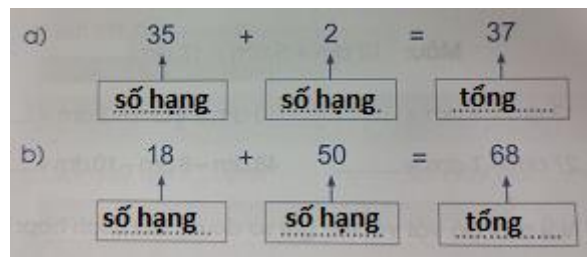 a) 35 + 2 = 37
số hạng số hạng tổng
b) 18 + 50 = 68
số hạng số hạng tổng